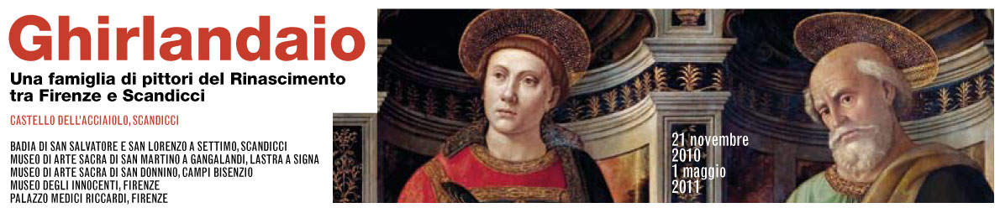 Ghirlandaio
Una famiglia di pittori del Rinascimento
tra Firenze e Scandicci
CASTELLO DELL'ACCIAIOLO, SCANDICCI
BADIA DI SAN SALVATORE E SAN LORENZO A SETTIMO, SCANDICCI
MUSEO DI ARTE SACRA DI SAN MARTINO A GANGALANDI, LASTRA A SIGNA
MUSEO DI ARTE SACRA DI SAN DONNINO, CAMPI BISENZIO
MUSEO DEGLI INNOCENTI, FIRENZE
PALAZZO MEDICI RICCARDI, FIRENZE
21 novembre
2010
1 maggio
2011